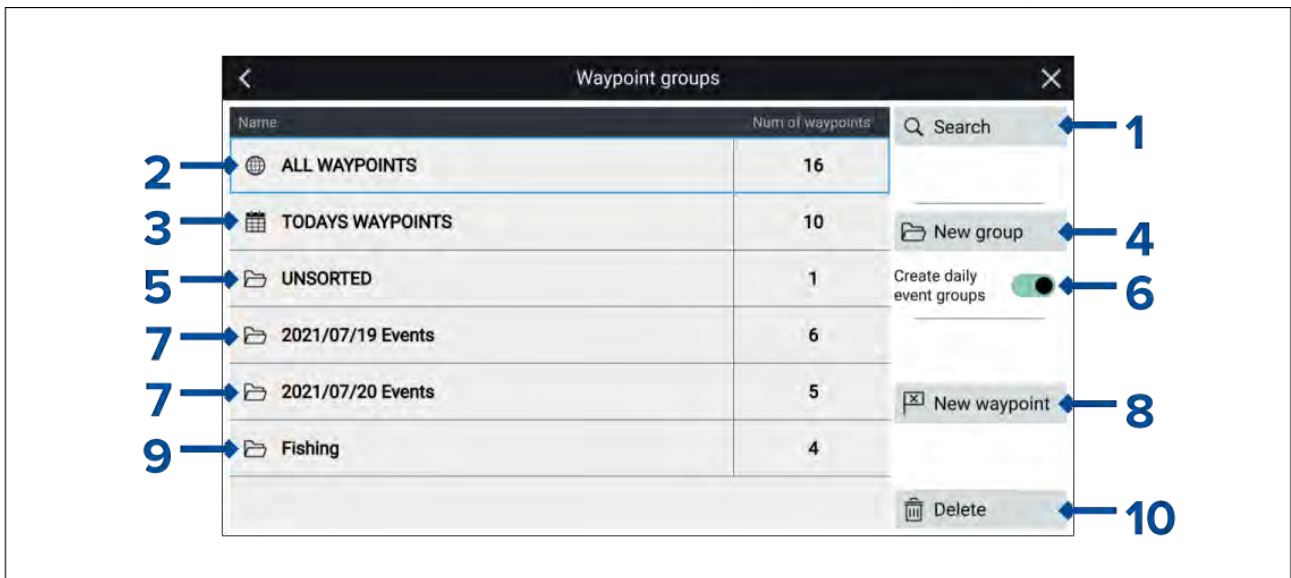 Waypoint groups
Name Num of waypoints
Search 1
2 ALL WAYPOINTS 16
3 TODAYS WAYPOINTS 10
New group 4
5 UNSORTED 1
Create daily
event groups 6
7 2021/07/19 Events 6
7 2021/07/20 Events 5
New waypoint 8
9 Fishing 4
Delete 10